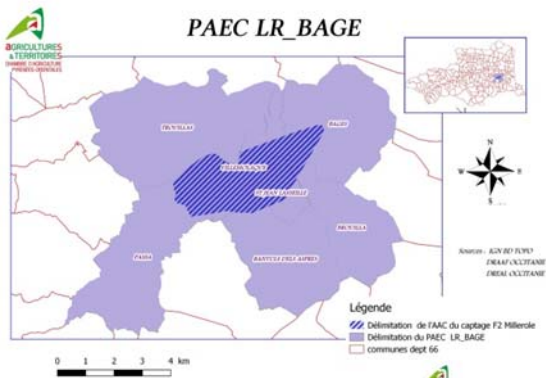 PAEC LR_BAGE
AGRICULTURES
& TERRITOIRES
CHAMBRE D'AGRICULTURE
PYRÉNÉES-ORIENTALES
TROUILLAS
BAGES
VILLEMOLAQUE
ST JEAN LASSEILLE
BROUILLA
PASSA
BANYULS DELS ASPRES
N
W
E
S
Sources : IGN BD TOPO
DRAAF OCCITANIE
DREAL OCCITANIE
Légende
Délimitation de l'AAC du captage F2 Millerole
Délimitation du PAEC LR_BAGE
communes dept 66
0 1 2 3 4 km